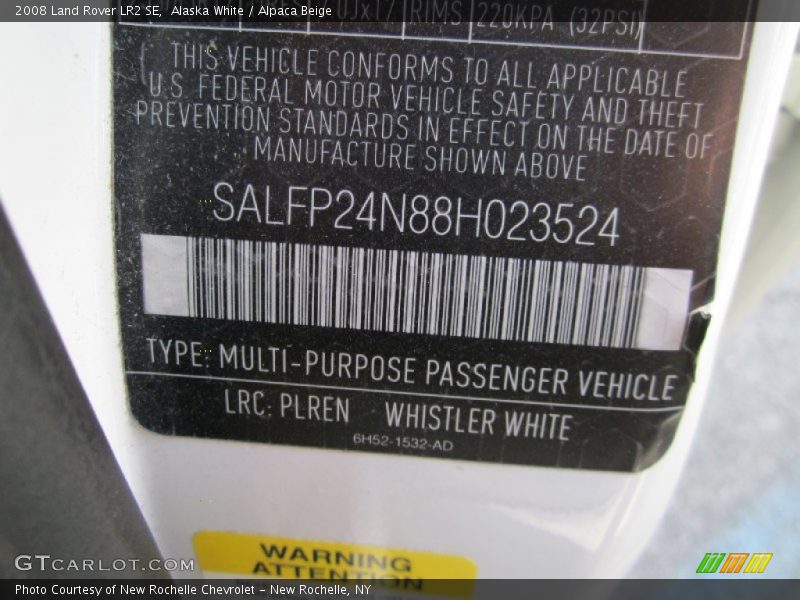 2008 Land Rover LR2 SE,  Alaska White / Alpaca Beige
RIMS 220KPA (32PSI)
THIS VEHICLE CONFORMS TO ALL APPLICABLE
U.S. FEDERAL MOTOR VEHICLE SAFETY AND THEFT
PREVENTION STANDARDS IN EFFECT ON THE DATE OF
MANUFACTURE SHOWN ABOVE
SALFP24N88H023524
TYPE: MULTI-PURPOSE PASSENGER VEHICLE
LRC: PLREN WHISTLER WHITE
6H52-1532-AD
WARNING
ATTENTION
GTCARLOT.COM
Photo Courtesy of New Rochelle Chevrolet - New Rochelle, NY